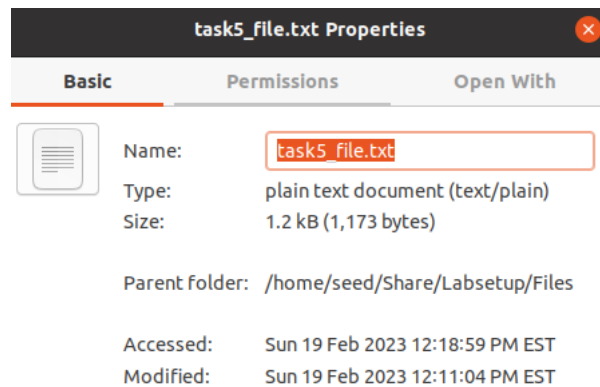 task5_file.txt Properties
Basic Permissions Open With
Name: task5_file.txt
Type: plain text document (text/plain)
Size: 1.2 kB (1,173 bytes)
Parent folder: /home/seed/Share/Labsetup/Files
Accessed: Sun 19 Feb 2023 12:18:59 PM EST
Modified: Sun 19 Feb 2023 12:11:04 PM EST